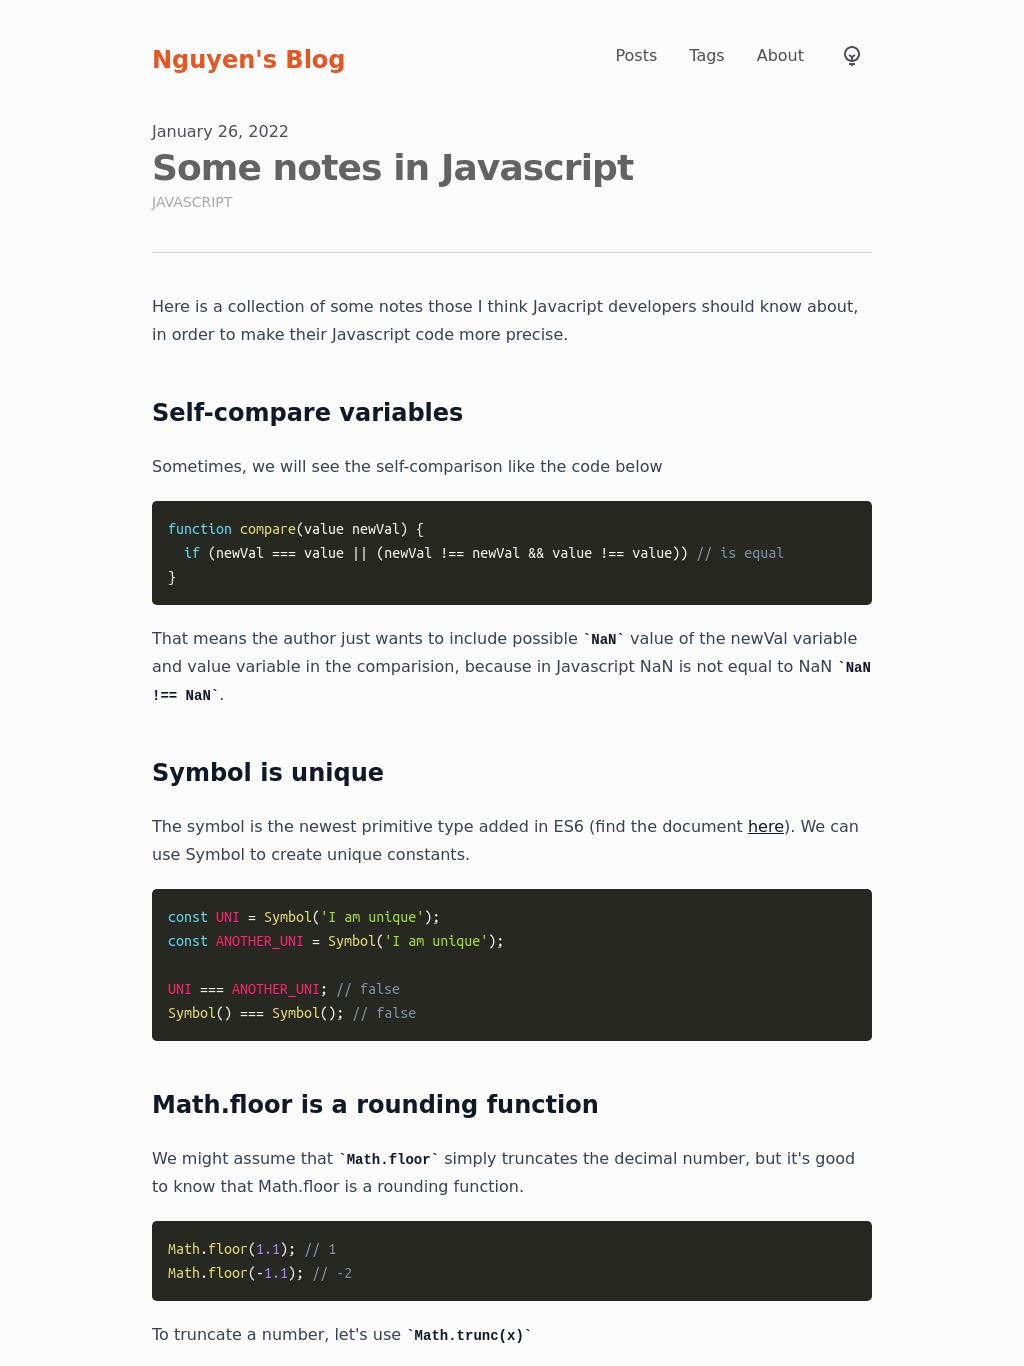 Nguyen's Blog
Posts Tags About
January 26, 2022
Some notes in Javascript
JAVASCRIPT
Here is a collection of some notes those I think Javacript developers should know about,
in order to make their Javascript code more precise.
Self-compare variables
Sometimes, we will see the self-comparison like the code below
function compare(value newVal) {
  if (newVal === value || (newVal !== newVal && value !== value)) // is equal
}
That means the author just wants to include possible `NaN` value of the newVal variable
and value variable in the comparision, because in Javascript NaN is not equal to NaN `NaN
!== NaN`.
Symbol is unique
The symbol is the newest primitive type added in ES6 (find the document here). We can
use Symbol to create unique constants.
const UNI = Symbol('I am unique');
const ANOTHER_UNI = Symbol('I am unique');
UNI === ANOTHER_UNI; // false
Symbol() === Symbol(); // false
Math.floor is a rounding function
We might assume that `Math.floor` simply truncates the decimal number, but it's good
to know that Math.floor is a rounding function.
Math.floor(1.1); // 1
Math.floor(-1.1); // -2
To truncate a number, let's use `Math.trunc(x)`